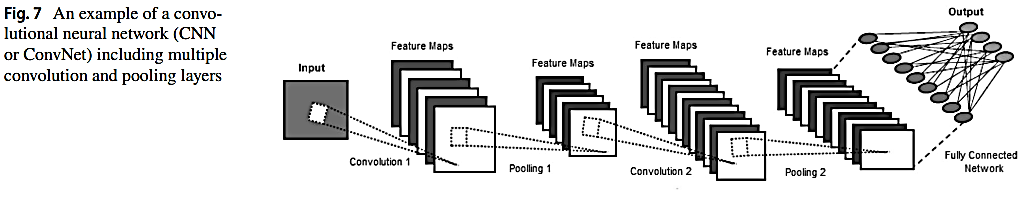 Fig. 7 An example of a convo-
lutional neural network (CNN
or ConvNet) including multiple
convolution and pooling layers
Input
Feature Maps
Feature Maps
Feature Maps
Feature Maps
Output
Convolution 1
Poolling 1
Convolution 2
Pooling 2
Fully Connected
Network